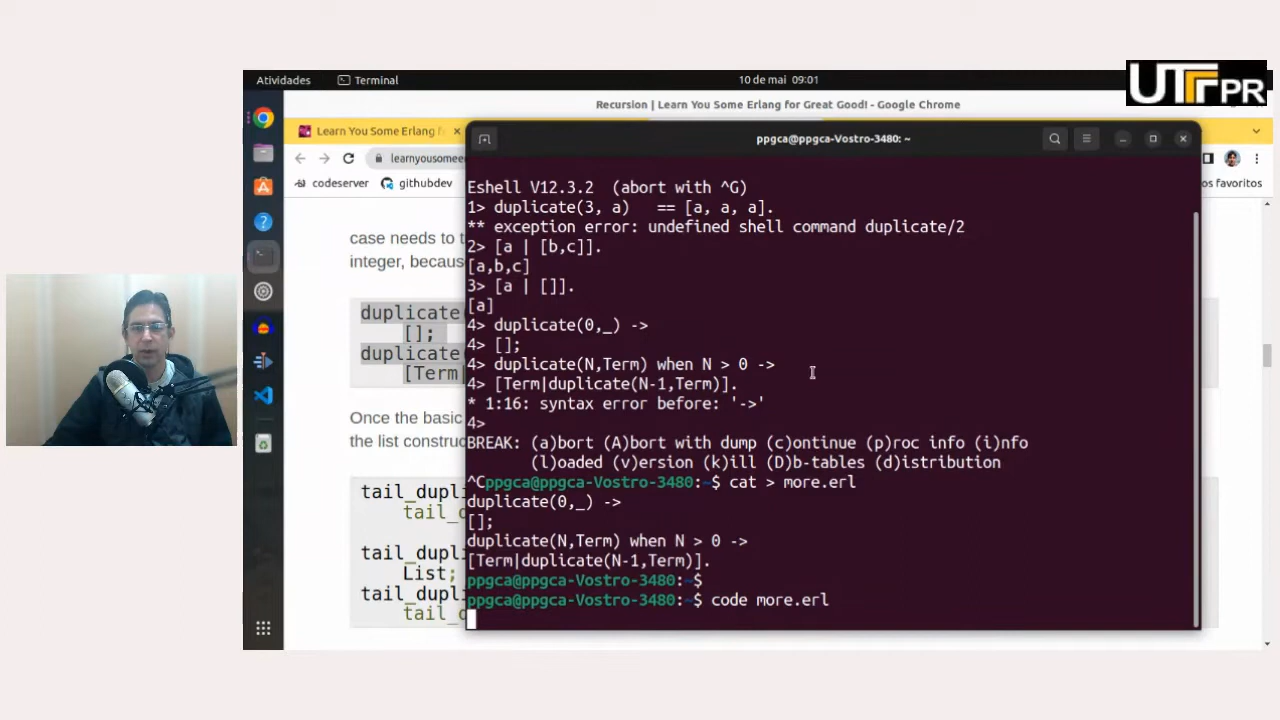 UTFPR
Atividades
Terminal
10 de mai 09:01
Recursion | Learn You Some Erlang for Great Good! - Google Chrome
Learn You Some Erlang f
learnyousomee
codeserver
githubdev
os favoritos
case needs to t
integer, becaus
duplicate(
[];
duplicate(
[Term|
Once the basic
the list constru
tail_dupli
tail_d
tail_dupli
List;
tail_dupli
tail_d
ppgca@ppgca-Vostro-3480: ~
Eshell V12.3.2 (abort with ^G)
1> duplicate(3, a) == [a, a, a].
** exception error: undefined shell command duplicate/2
2> [a | [b,c]].
[a,b,c]
3> [a | []].
[a]
4> duplicate(0,_) ->
4> [];
4> duplicate(N,Term) when N > 0 ->
4> [Term|duplicate(N-1,Term)].
* 1:16: syntax error before: '->'
4>
BREAK: (a)bort (A)bort with dump (c)ontinue (p)roc info (i)nfo
(l)oaded (v)ersion (k)ill (D)b-tables (d)istribution
^Cppgca@ppgca-Vostro-3480:~$ cat > more.erl
duplicate(0,_) ->
[];
duplicate(N,Term) when N > 0 ->
[Term|duplicate(N-1,Term)].
ppgca@ppgca-Vostro-3480:~$
ppgca@ppgca-Vostro-3480:~$ code more.erl